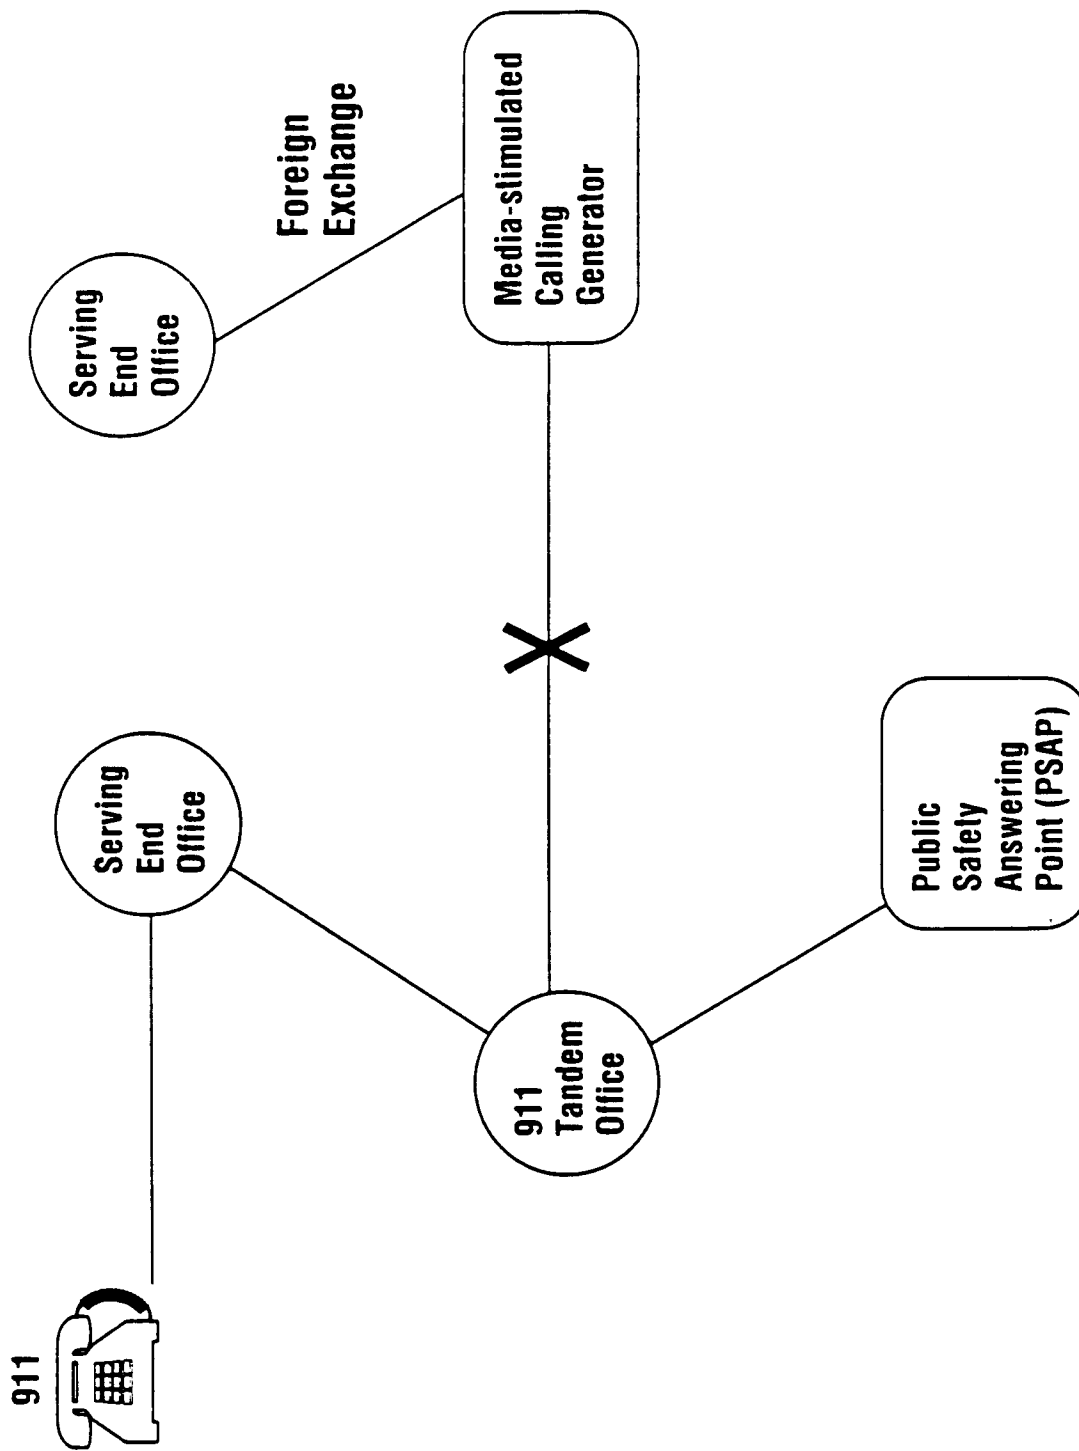 911
Serving
End
Office
Serving
End
Office
Foreign
Exchange
911
Tandem
Office
Media-stimulated
Calling
Generator
Public
Safety
Answering
Point (PSAP)